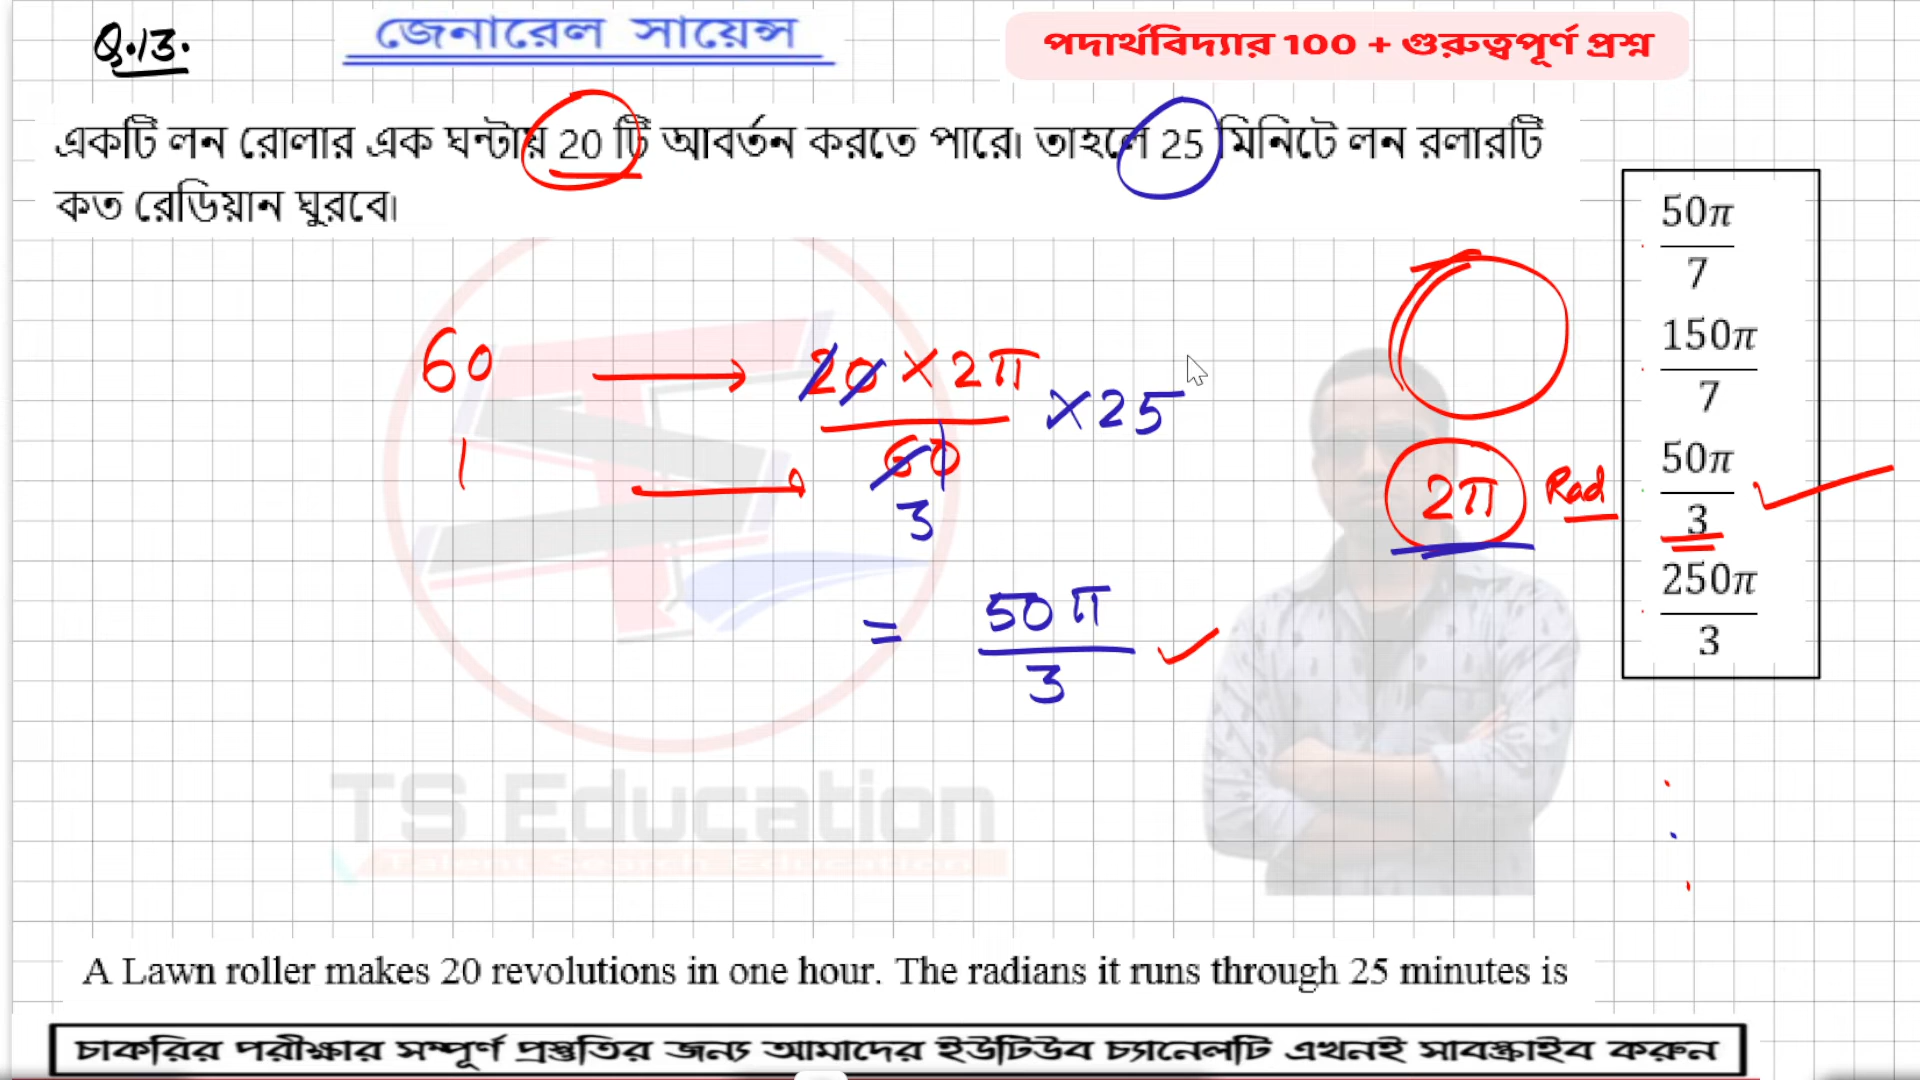 Q.13.
জেনারেল সায়েন্স
পদার্থবিদ্যার 100 + গুরুত্বপূর্ণ প্রশ্ন
একটি লন রোলার এক ঘন্টায় 20 টি আবর্তন করতে পারে। তাহলে 25 মিনিটে লন রলারটি
কত রেডিয়ান ঘুরবে।
50π
7
150π
7
50π
3
250π
3
60 → 20 × 2π × 25
1 60
3
= 50π
3
2π Rad
TS Education
Talent Search Education
A Lawn roller makes 20 revolutions in one hour. The radians it runs through 25 minutes is
চাকরির পরীক্ষার সম্পূর্ণ প্রস্তুতির জন্য আমাদের ইউটিউব চ্যানেলটি এখনই সাবস্ক্রাইব করুন